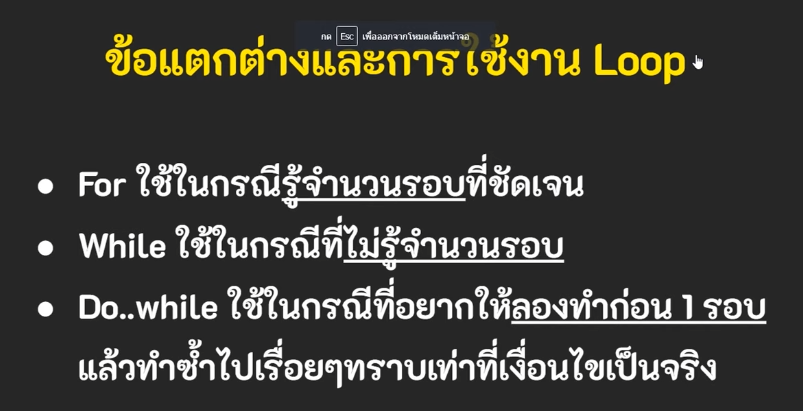 กด Esc เพื่อออกจากโหมดเต็มหน้าจอ
ข้อแตกต่างและการใช้งาน Loop
● For ใช้ในกรณีรู้จำนวนรอบที่ชัดเจน
● While ใช้ในกรณีที่ไม่รู้จำนวนรอบ
● Do..while ใช้ในกรณีที่อยากให้ลองทำก่อน 1 รอบ
แล้วทำซ้ำไปเรื่อยๆทราบเท่าที่เงื่อนไขเป็นจริง